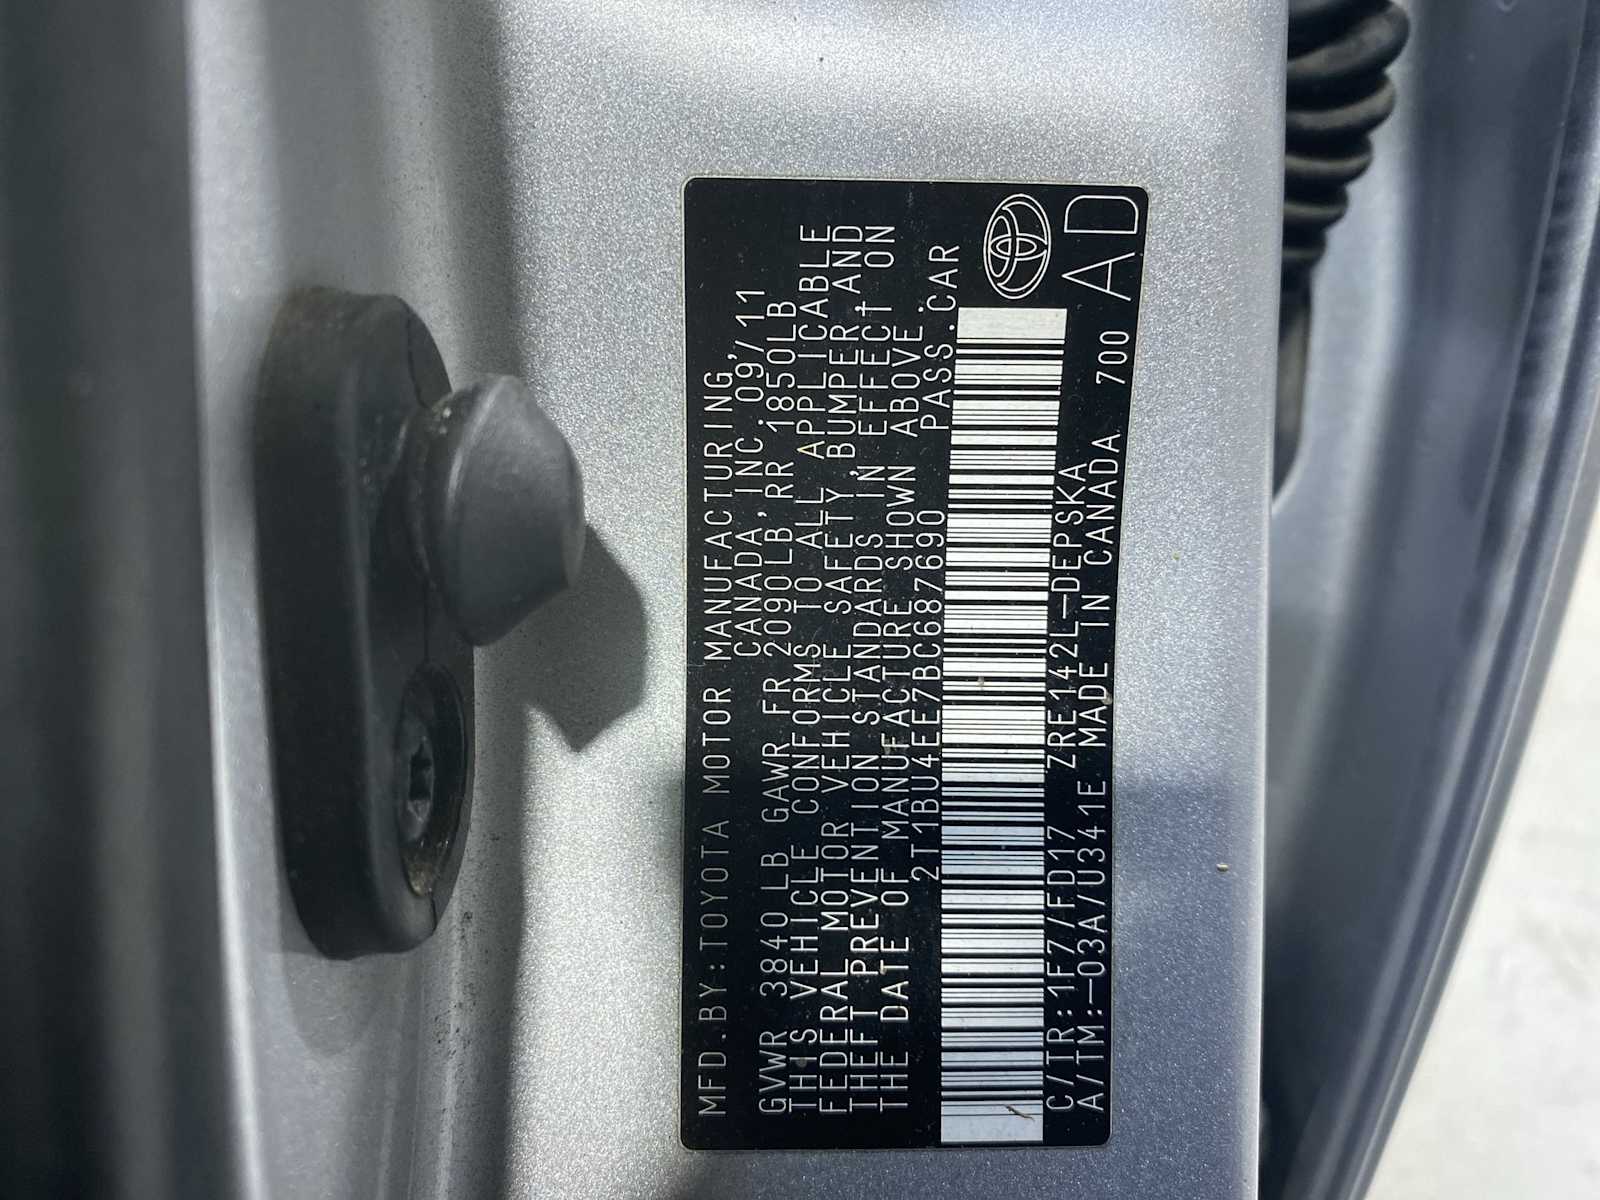 MFD.BY:TOYOTA MOTOR MANUFACTURING,
CANADA,INC.09/11
GVWR 3840 LB GAWR FR 2090LB,RR 1850LB
THIS VEHICLE CONFORMS TO ALL APPLICABLE
FEDERAL MOTOR VEHICLE SAFETY,BUMPER,AND
THEFT PREVENTION STANDARDS IN EFFECT ON
THE DATE OF MANUFACTURE SHOWN ABOVE.
2T1BU4EE7BC687690 PASS.CAR
C/TR:1F7/FD17 ZRE142L-DEPSKA 700
A/TM:-03A/U341E MADE IN CANADA
AD